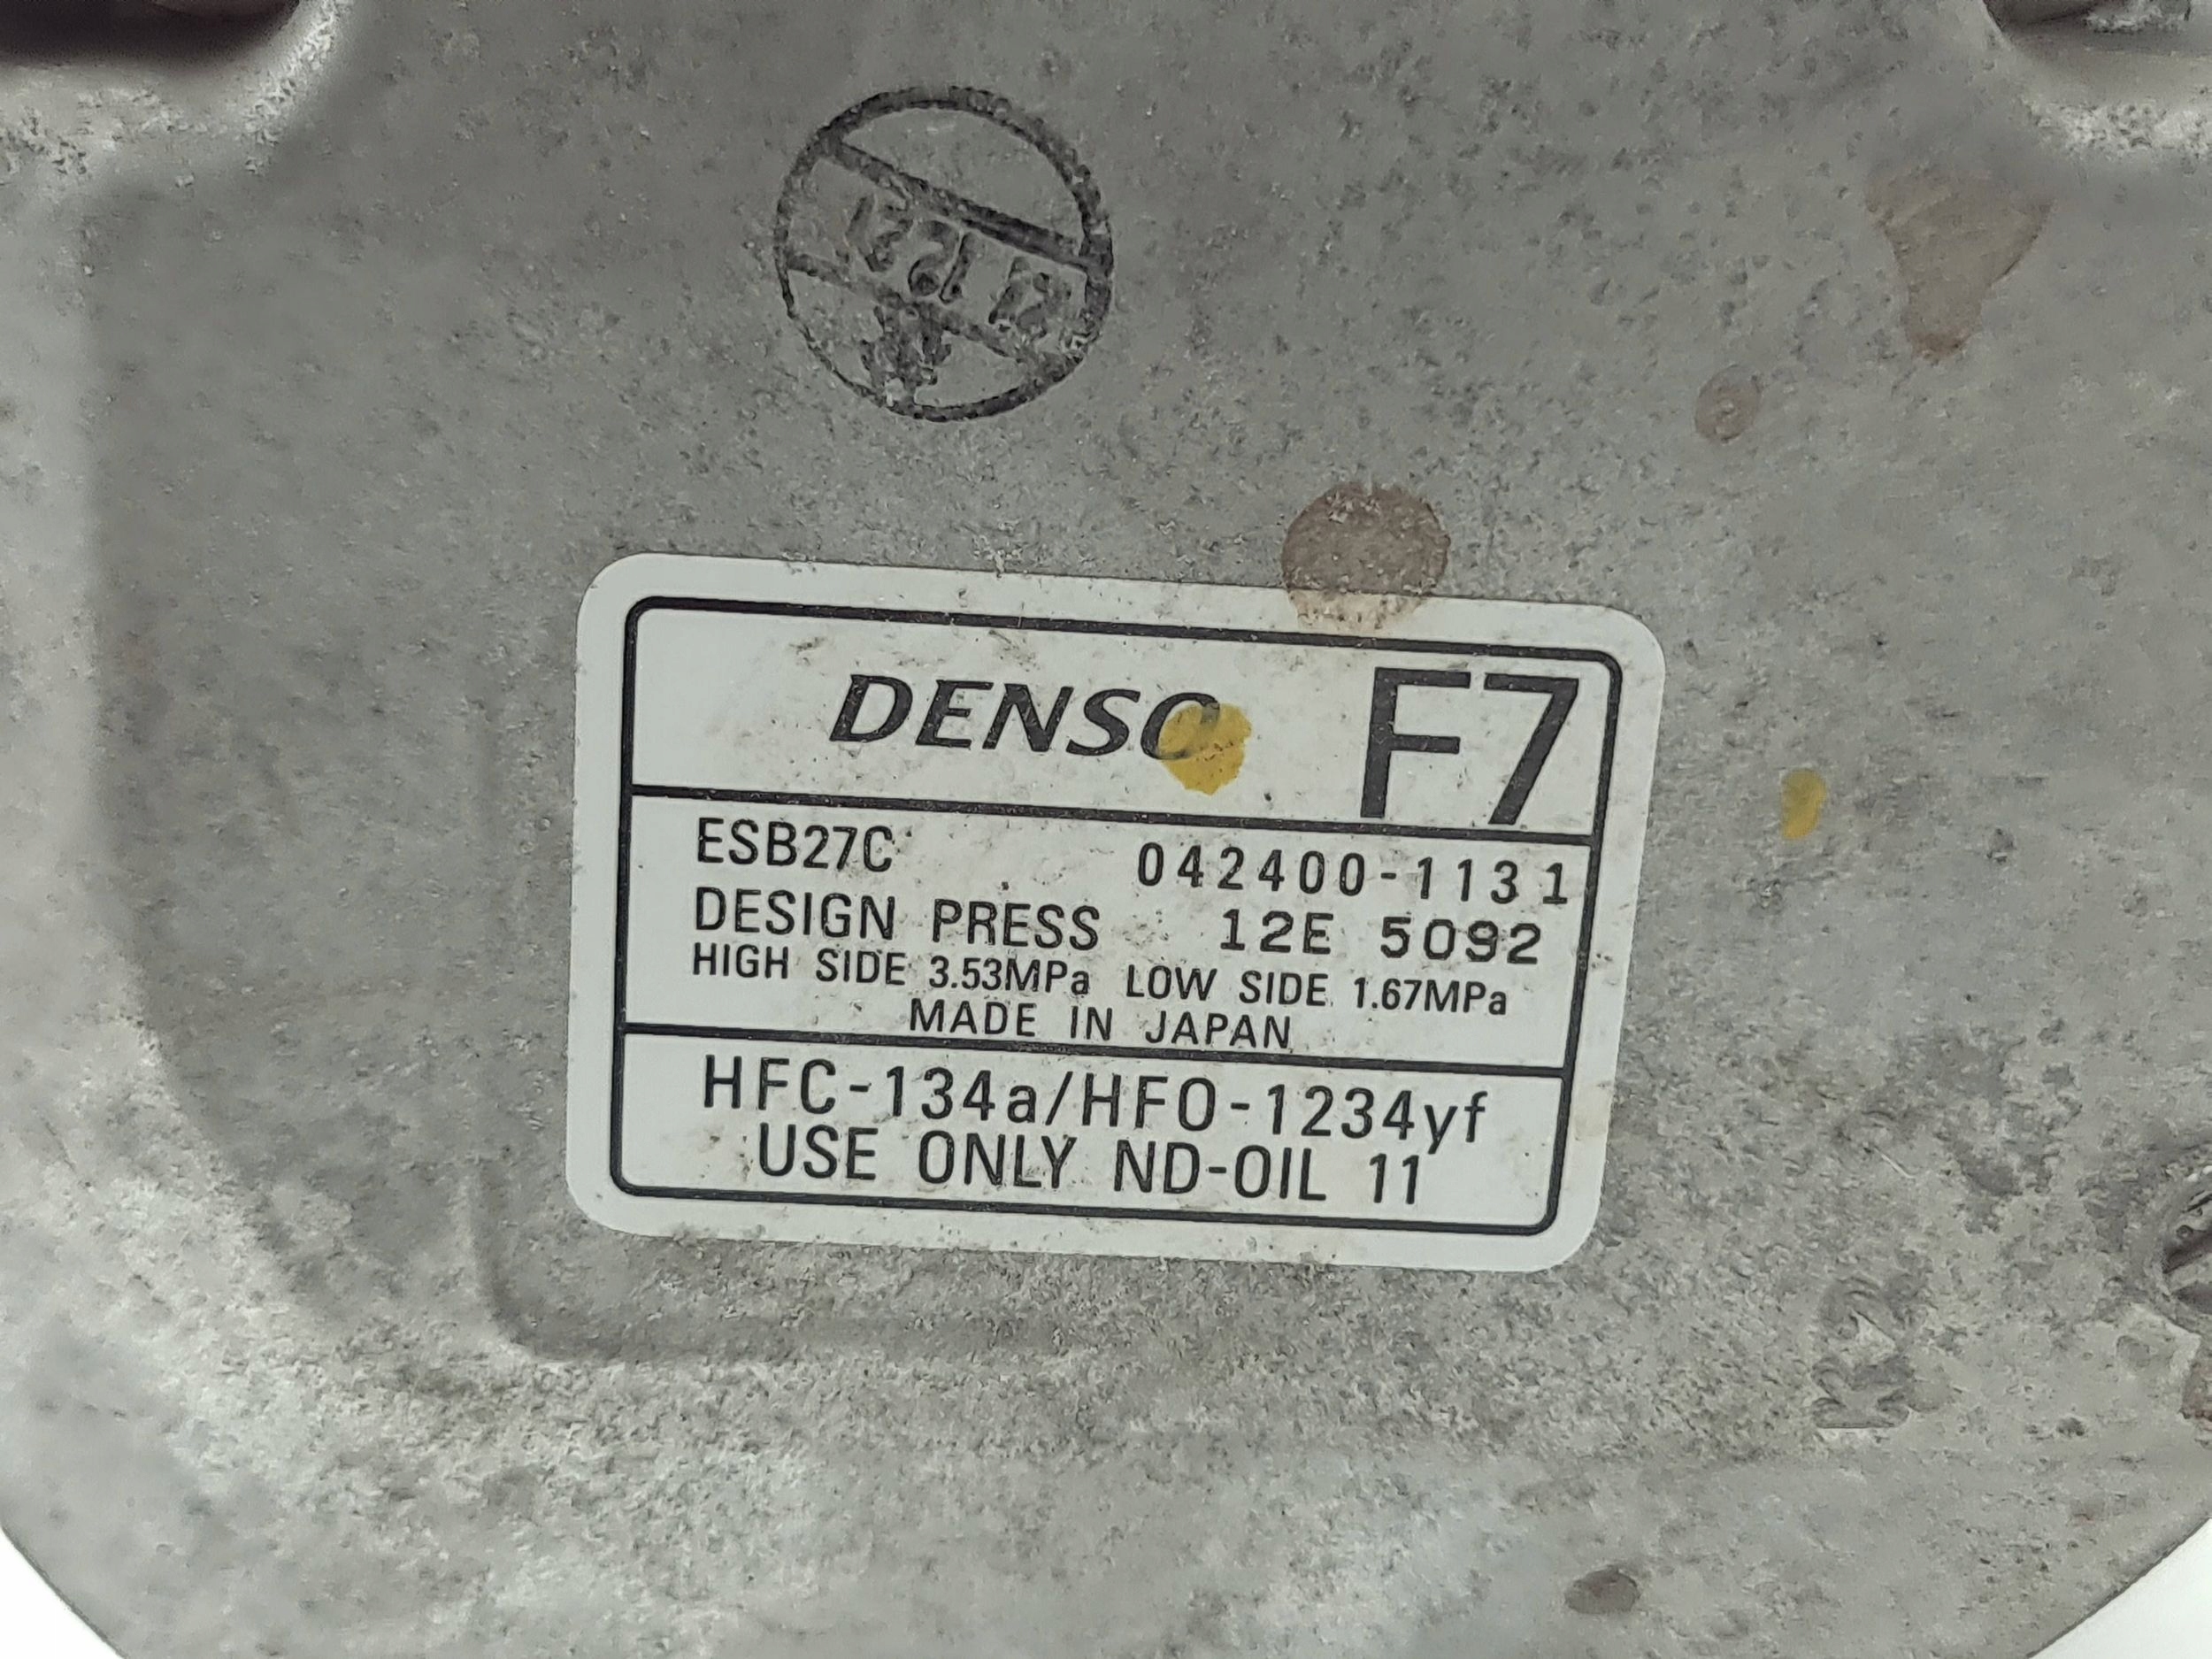 DENSO F7
ESB27C 042400-1131
DESIGN PRESS 12E 5092
HIGH SIDE 3.53MPa LOW SIDE 1.67MPa
MADE IN JAPAN
HFC-134a/HFO-1234yf
USE ONLY ND-OIL 11